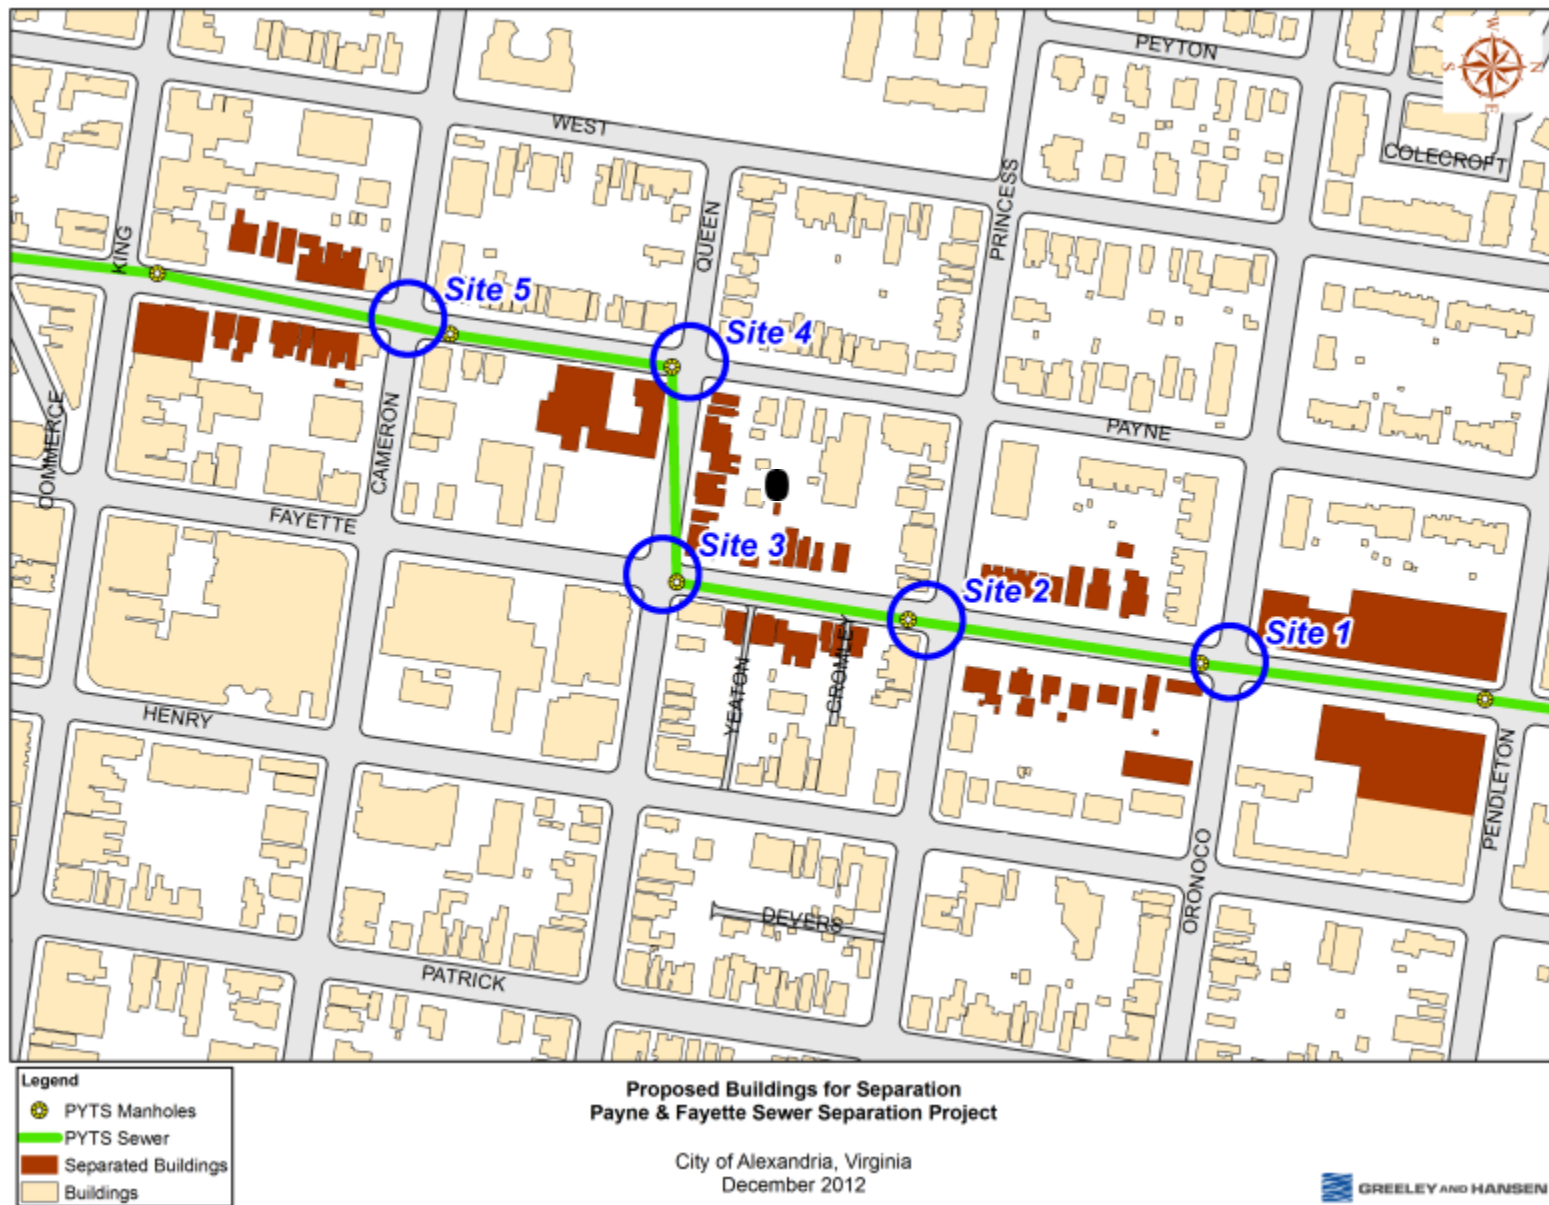 PEYTON
W
S
N
E
WEST
COLECROFT
PRINCESS
QUEEN
KING
Site 5
Site 4
COMMERCE
CAMERON
PAYNE
FAYETTE
Site 3
Site 2
Site 1
YEATON
CROMLEY
HENRY
PENDLETON
ORONOCO
DEVERS
PATRICK
Legend
PYTS Manholes
PYTS Sewer
Separated Buildings
Buildings
Proposed Buildings for Separation
Payne & Fayette Sewer Separation Project
City of Alexandria, Virginia
December 2012
GREELEY AND HANSEN